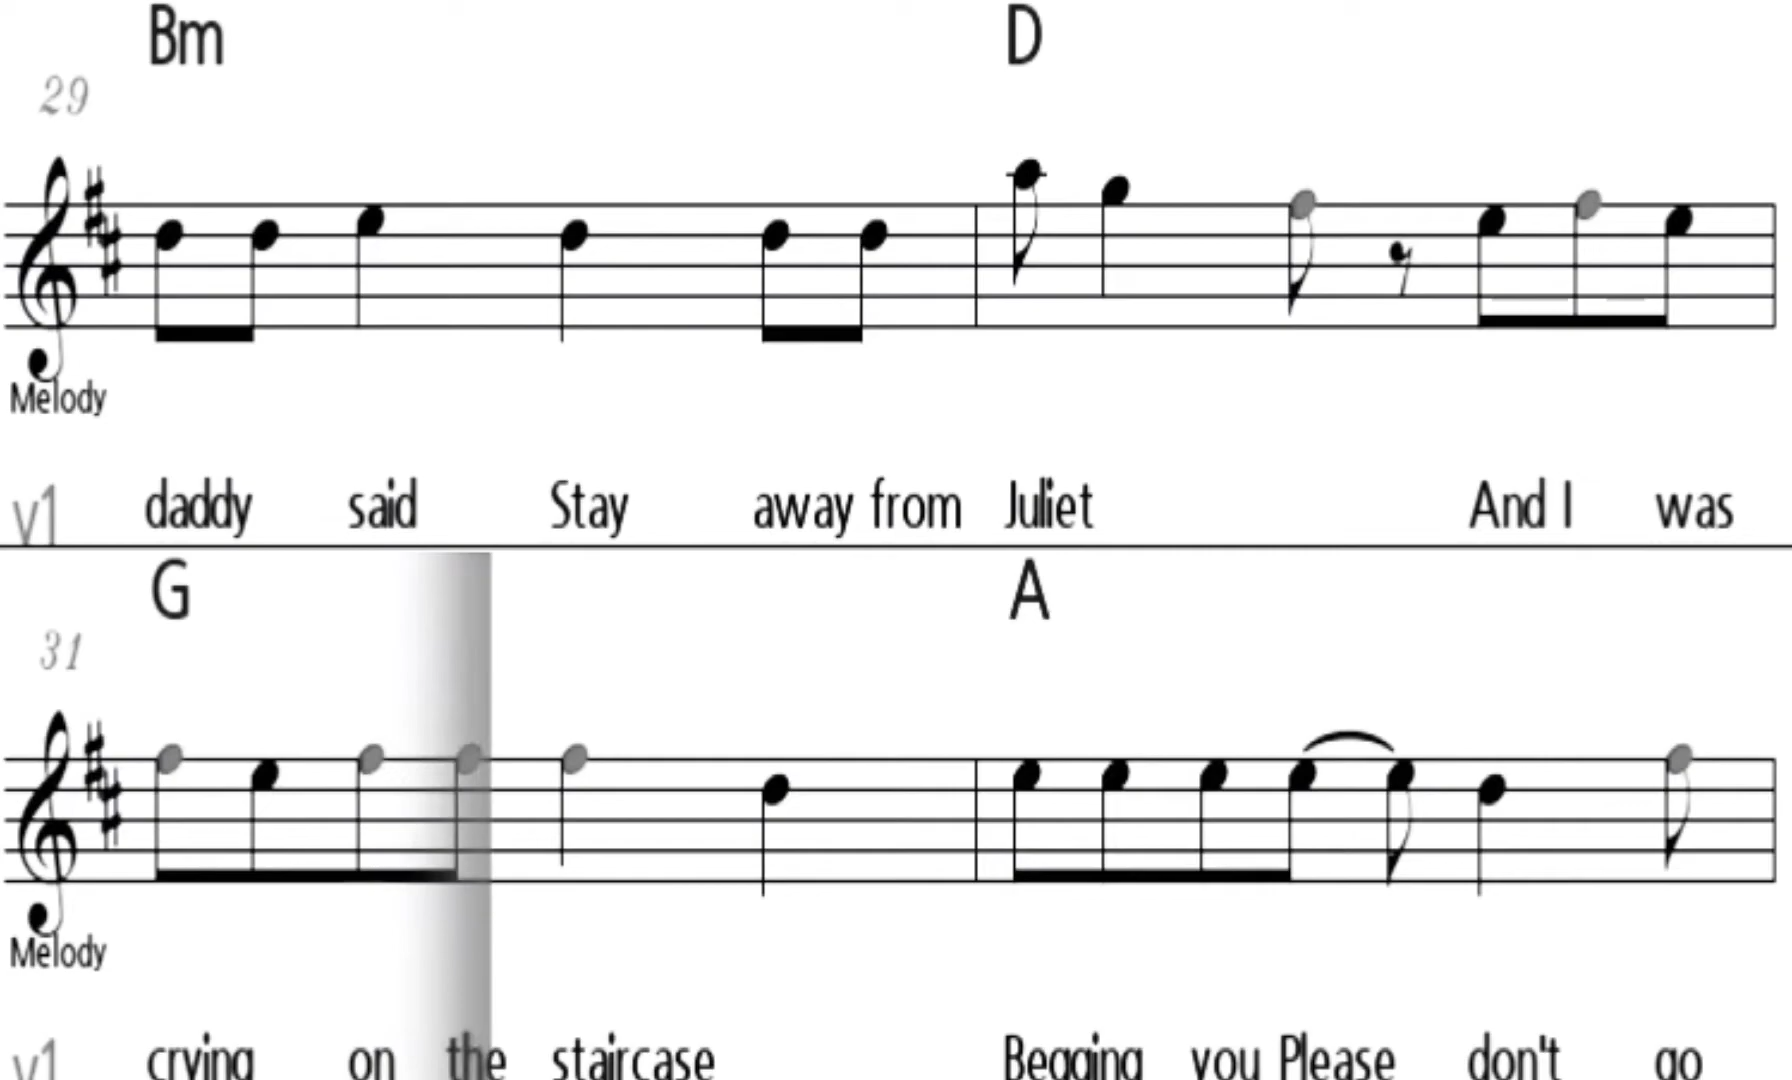 Bm D
29
Melody
v1 daddy said Stay away from Juliet And I was
G A
31
Melody
v1 crying on the staircase Begging you Please don't go